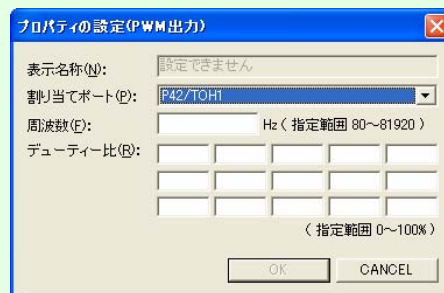 プロパティの設定(PWM出力)
表示名称(N): 設定できません
割り当てポート(P): P42/TOH1
周波数(F): Hz ( 指定範囲 80～81920 )
デューティー比(R):
( 指定範囲 0～100% )
OK CANCEL